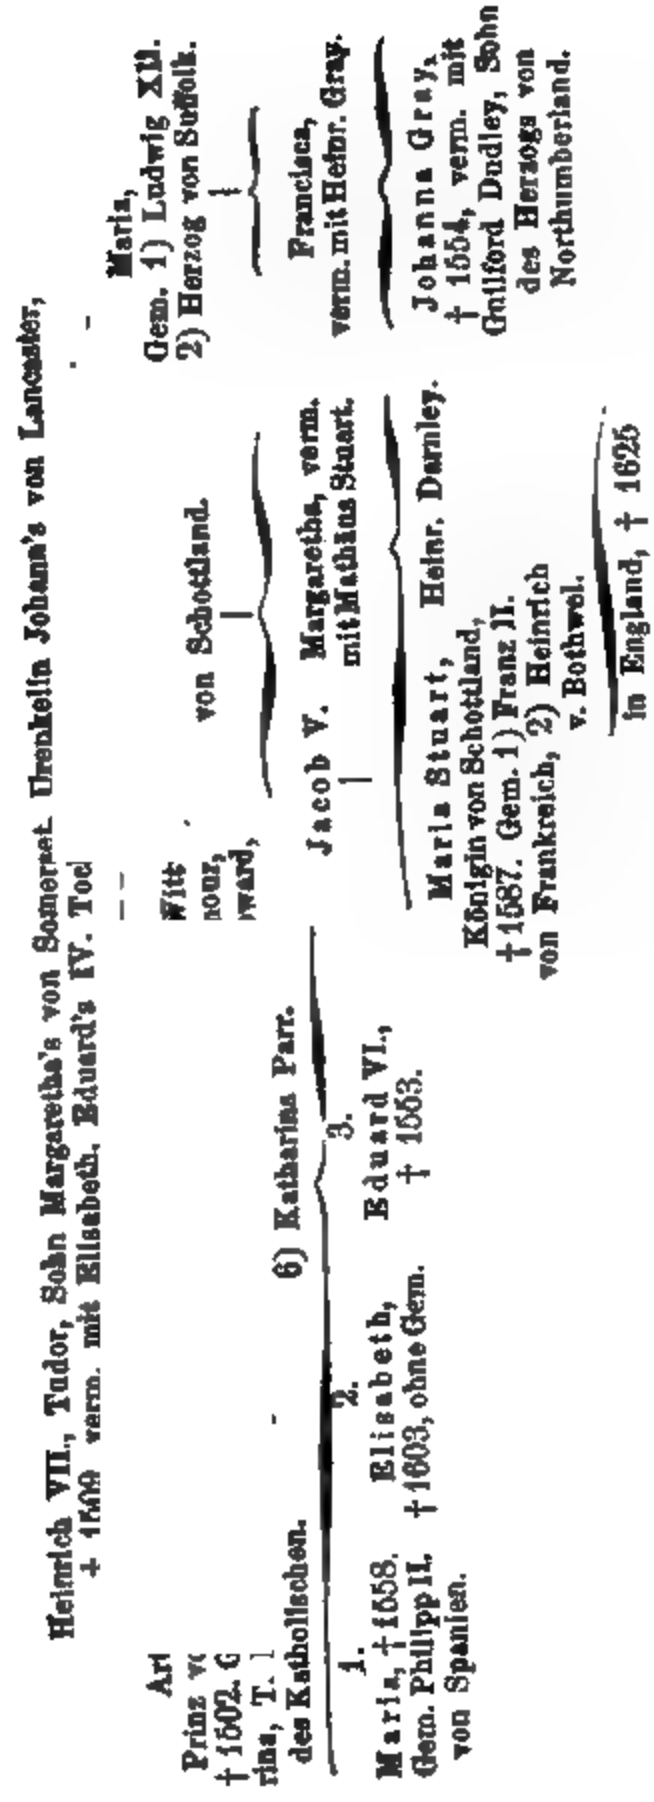 Heinrich VII., Tudor, Sohn Margaretha's von Somerset. Urenkelin Johann's von Lancaster,
† 1509 verm. mit Elisabeth, Eduard's IV. Tod
Prinz
† 1502. G
rina, T.
des Katholischen.
6) Katharina Parr.
von Schottland.
Maria,
Gem. 1) Ludwig XII.
2) Herzog von Suffolk.
1.
Maria, † 1558.
Gem. Philipp II.
von Spanien.
2.
Elisabeth,
† 1603, ohne Gem.
3.
Eduard VI.,
† 1553.
Jacob V.
Margaretha, verm.
mit Mathäus Stuart.
Francisca,
verm. mit Heinr. Gray.
Maria Stuart,
Königin von Schottland,
† 1587. Gem. 1) Franz II.
von Frankreich, 2) Heinrich
v. Bothwel.
Heinr. Darnley.
Johanna Gray,
† 1554, verm. mit
Guilford Dudley, Sohn
des Herzogs von
Northumberland.
in England, † 1625